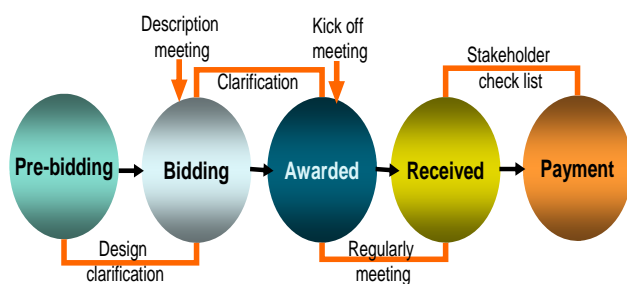 Description
meeting
Kick off
meeting
Clarification
Stakeholder
check list
Pre-bidding
Bidding
Awarded
Received
Payment
Design
clarification
Regularly
meeting